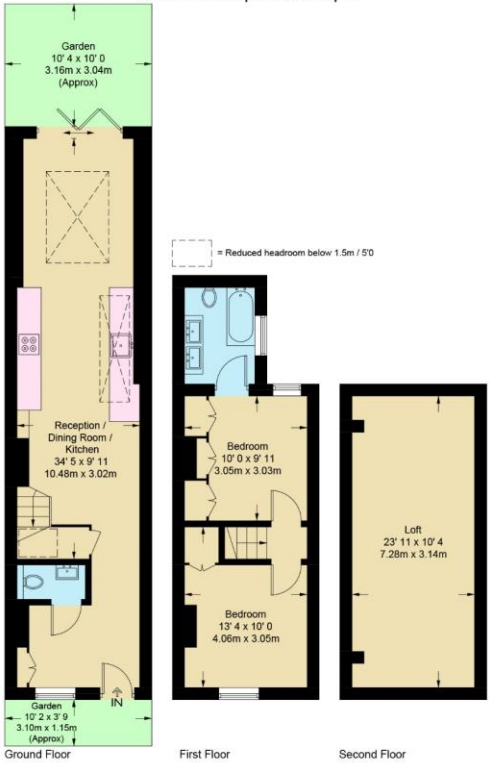 Garden
10' 4 x 10' 0
3.16m x 3.04m
(Approx)
= Reduced headroom below 1.5m / 5'0
Reception /
Dining Room /
Kitchen
34' 5 x 9' 11
10.48m x 3.02m
Bedroom
10' 0 x 9' 11
3.05m x 3.03m
Loft
23' 11 x 10' 4
7.28m x 3.14m
Bedroom
13' 4 x 10' 0
4.06m x 3.05m
IN
Garden
10' 2 x 3' 9
3.10m x 1.15m
(Approx)
Ground Floor
First Floor
Second Floor